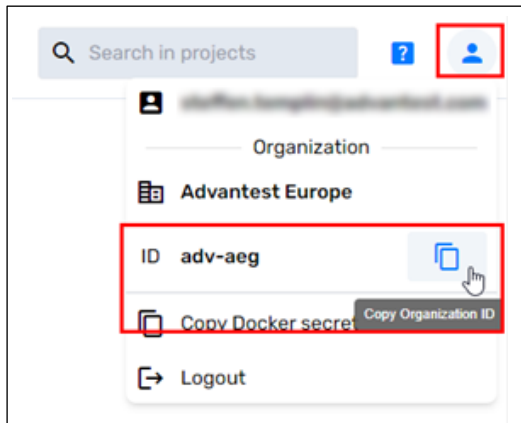 Search in projects
?
Organization
Advantest Europe
ID adv-aeg
Copy Organization ID
Copy Docker secret
Logout